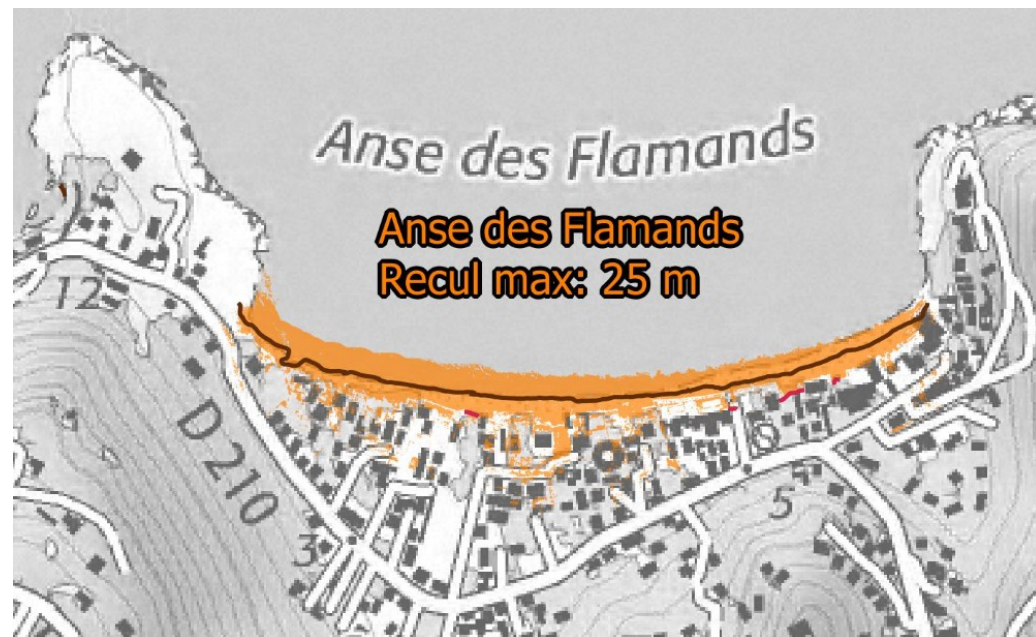 Anse des Flamands
Anse des Flamands
Recul max: 25 m
12
D 210
3
5